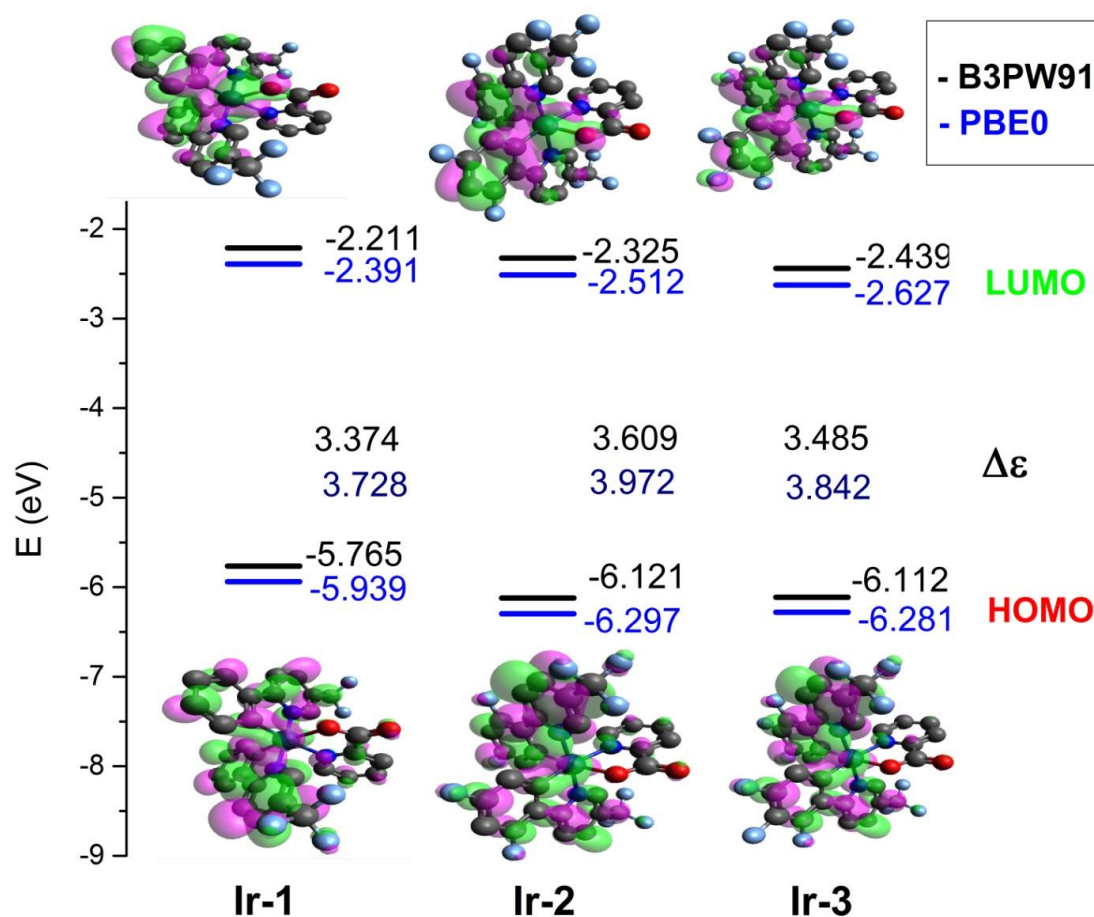 - B3PW91
- PBE0
-2
-2.211
-2.391
-2.325
-2.512
-2.439
-2.627
LUMO
-3
-4
3.374
3.609
3.485
3.728
3.972
3.842
Δε
-5
E (eV)
-5.765
-5.939
-6
-6.121
-6.297
-6.112
-6.281
HOMO
-7
-8
-9
Ir-1
Ir-2
Ir-3